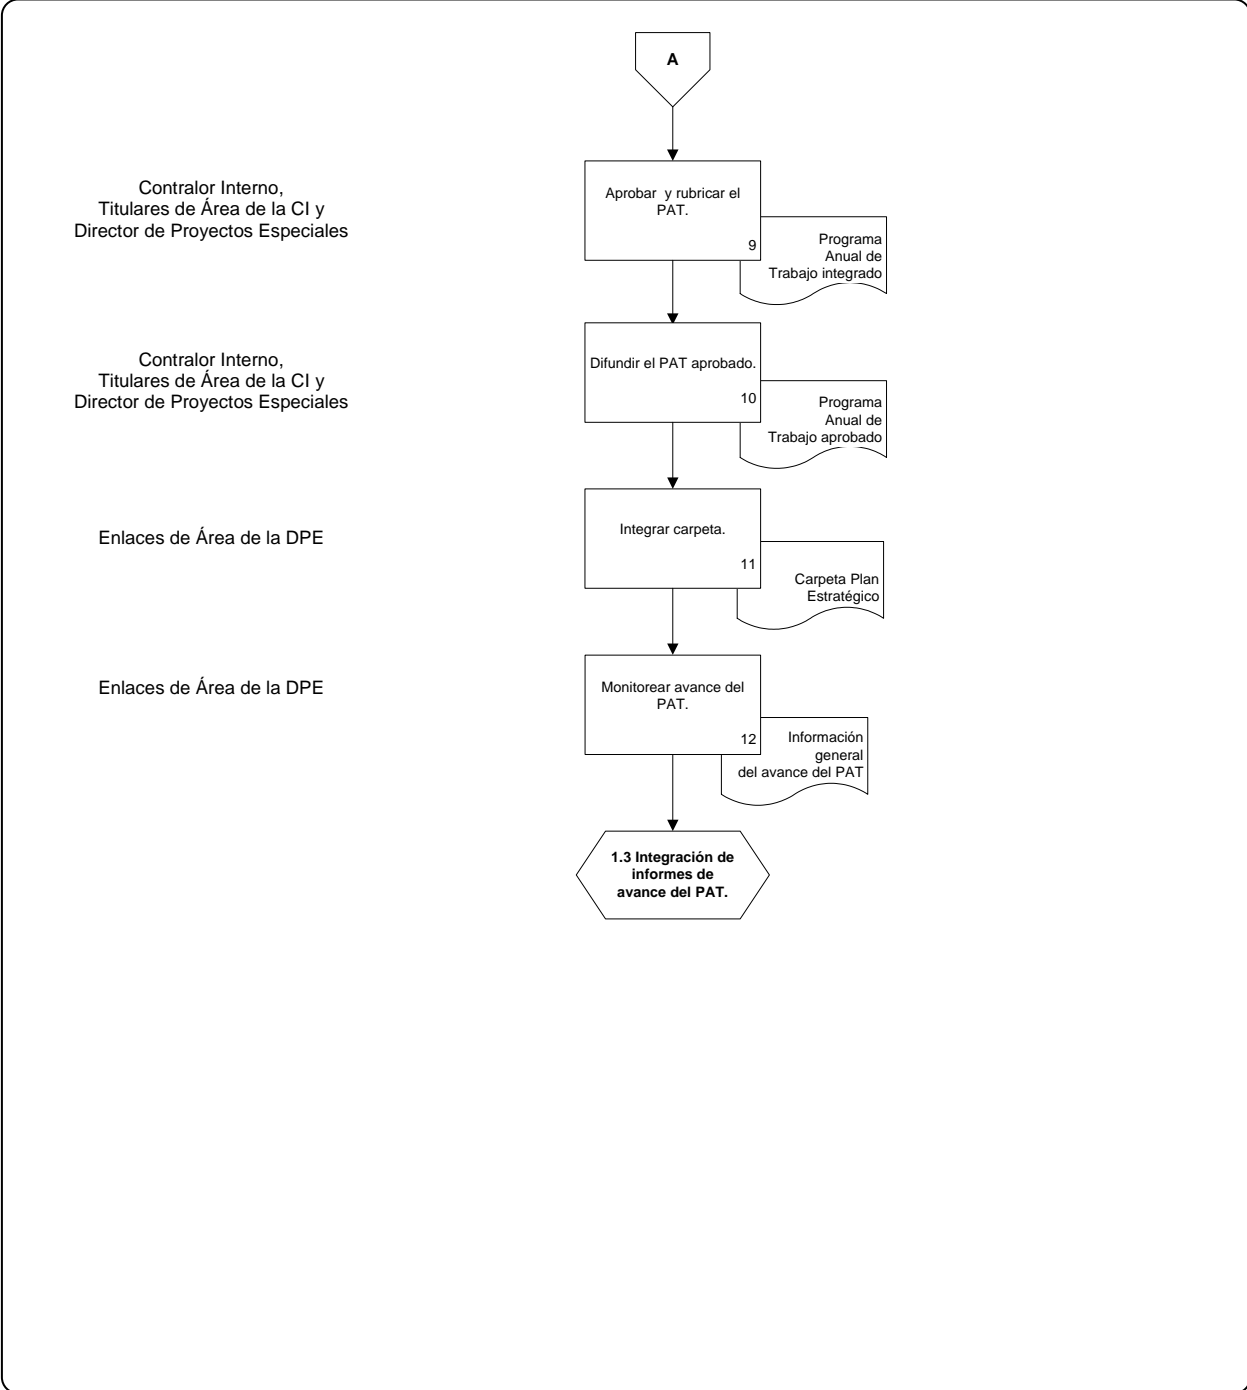 A
Contralor Interno,
Titulares de Área de la CI y
Director de Proyectos Especiales
Aprobar y rubricar el
PAT.
9
Programa
Anual de
Trabajo integrado
Contralor Interno,
Titulares de Área de la CI y
Director de Proyectos Especiales
Difundir el PAT aprobado.
10
Programa
Anual de
Trabajo aprobado
Enlaces de Área de la DPE
Integrar carpeta.
11
Carpeta Plan
Estratégico
Enlaces de Área de la DPE
Monitorear avance del
PAT.
12
Información
general
del avance del PAT
1.3 Integración de
informes de
avance del PAT.